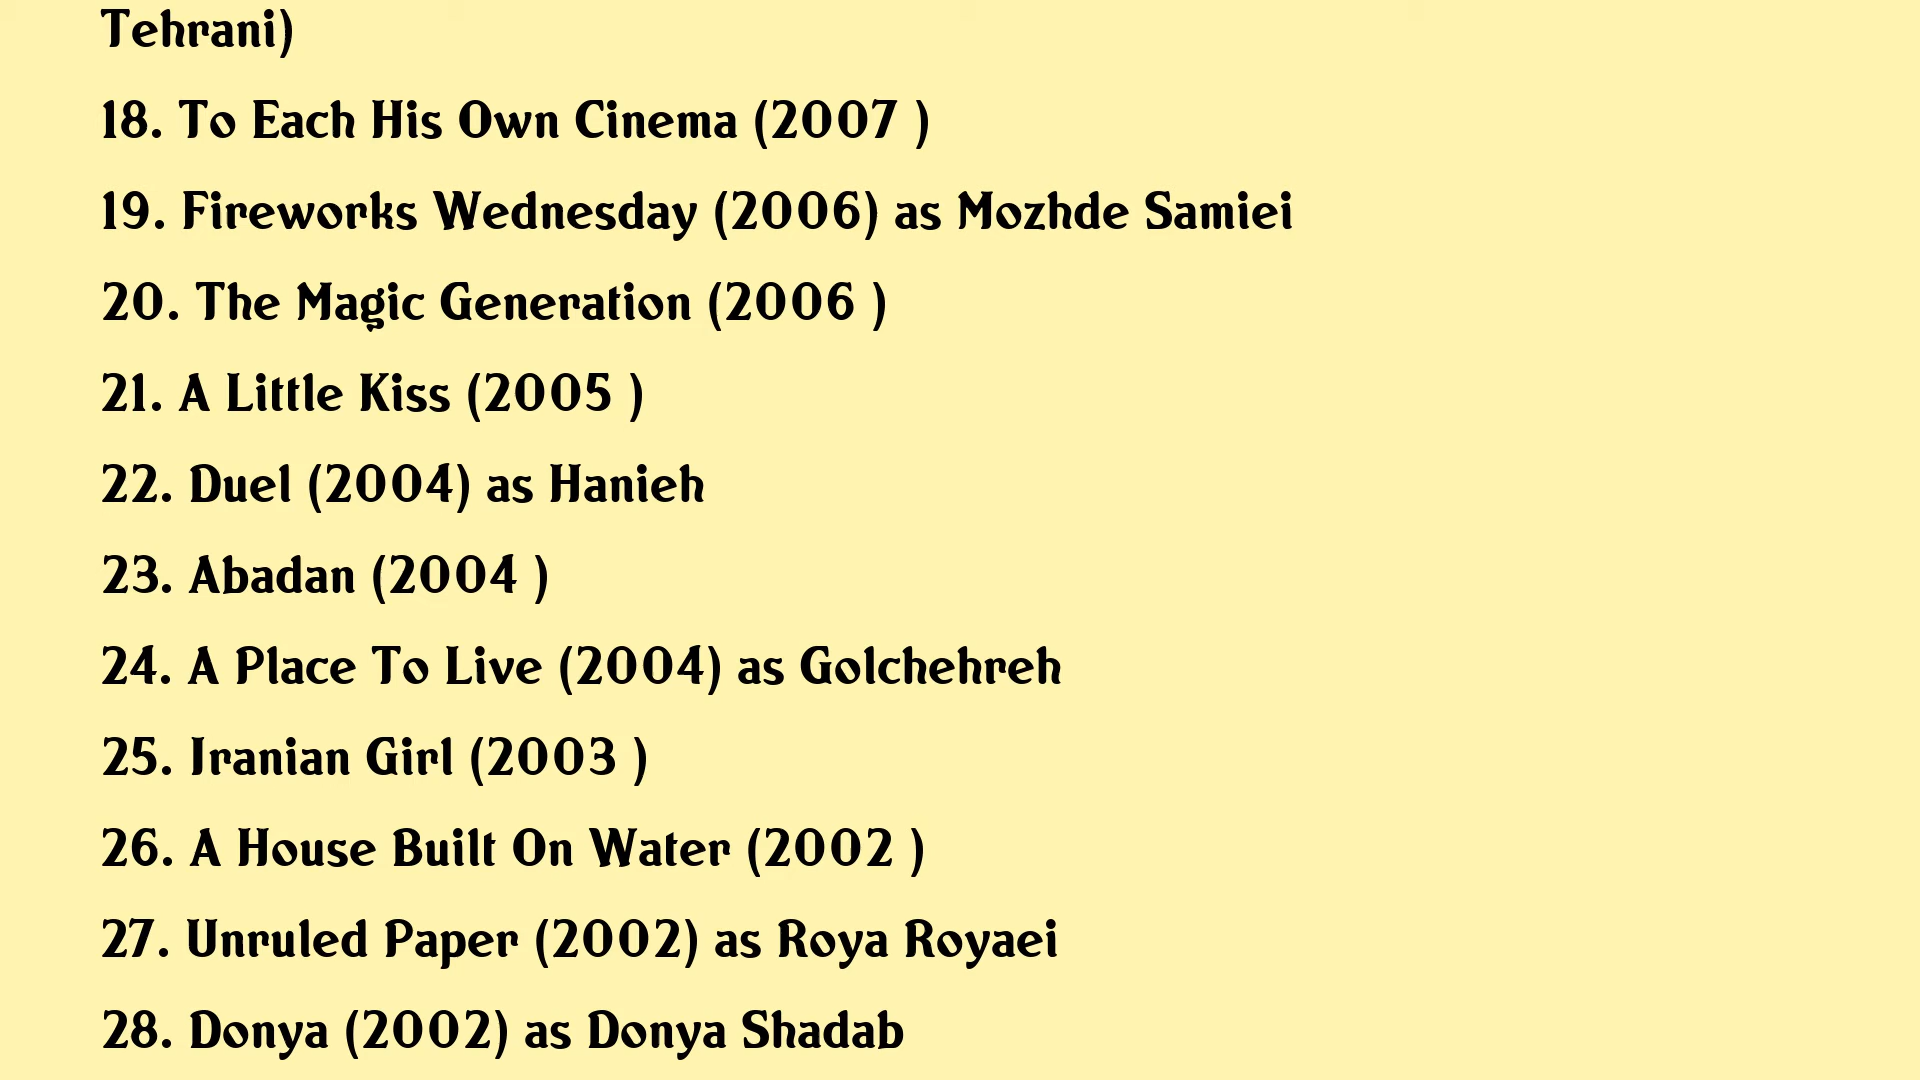 Tehrani)
18. To Each His Own Cinema (2007 )
19. Fireworks Wednesday (2006) as Mozhde Samiei
20. The Magic Generation (2006 )
21. A Little Kiss (2005 )
22. Duel (2004) as Hanieh
23. Abadan (2004 )
24. A Place To Live (2004) as Golchehreh
25. Iranian Girl (2003 )
26. A House Built On Water (2002 )
27. Unruled Paper (2002) as Roya Royaei
28. Donya (2002) as Donya Shadab